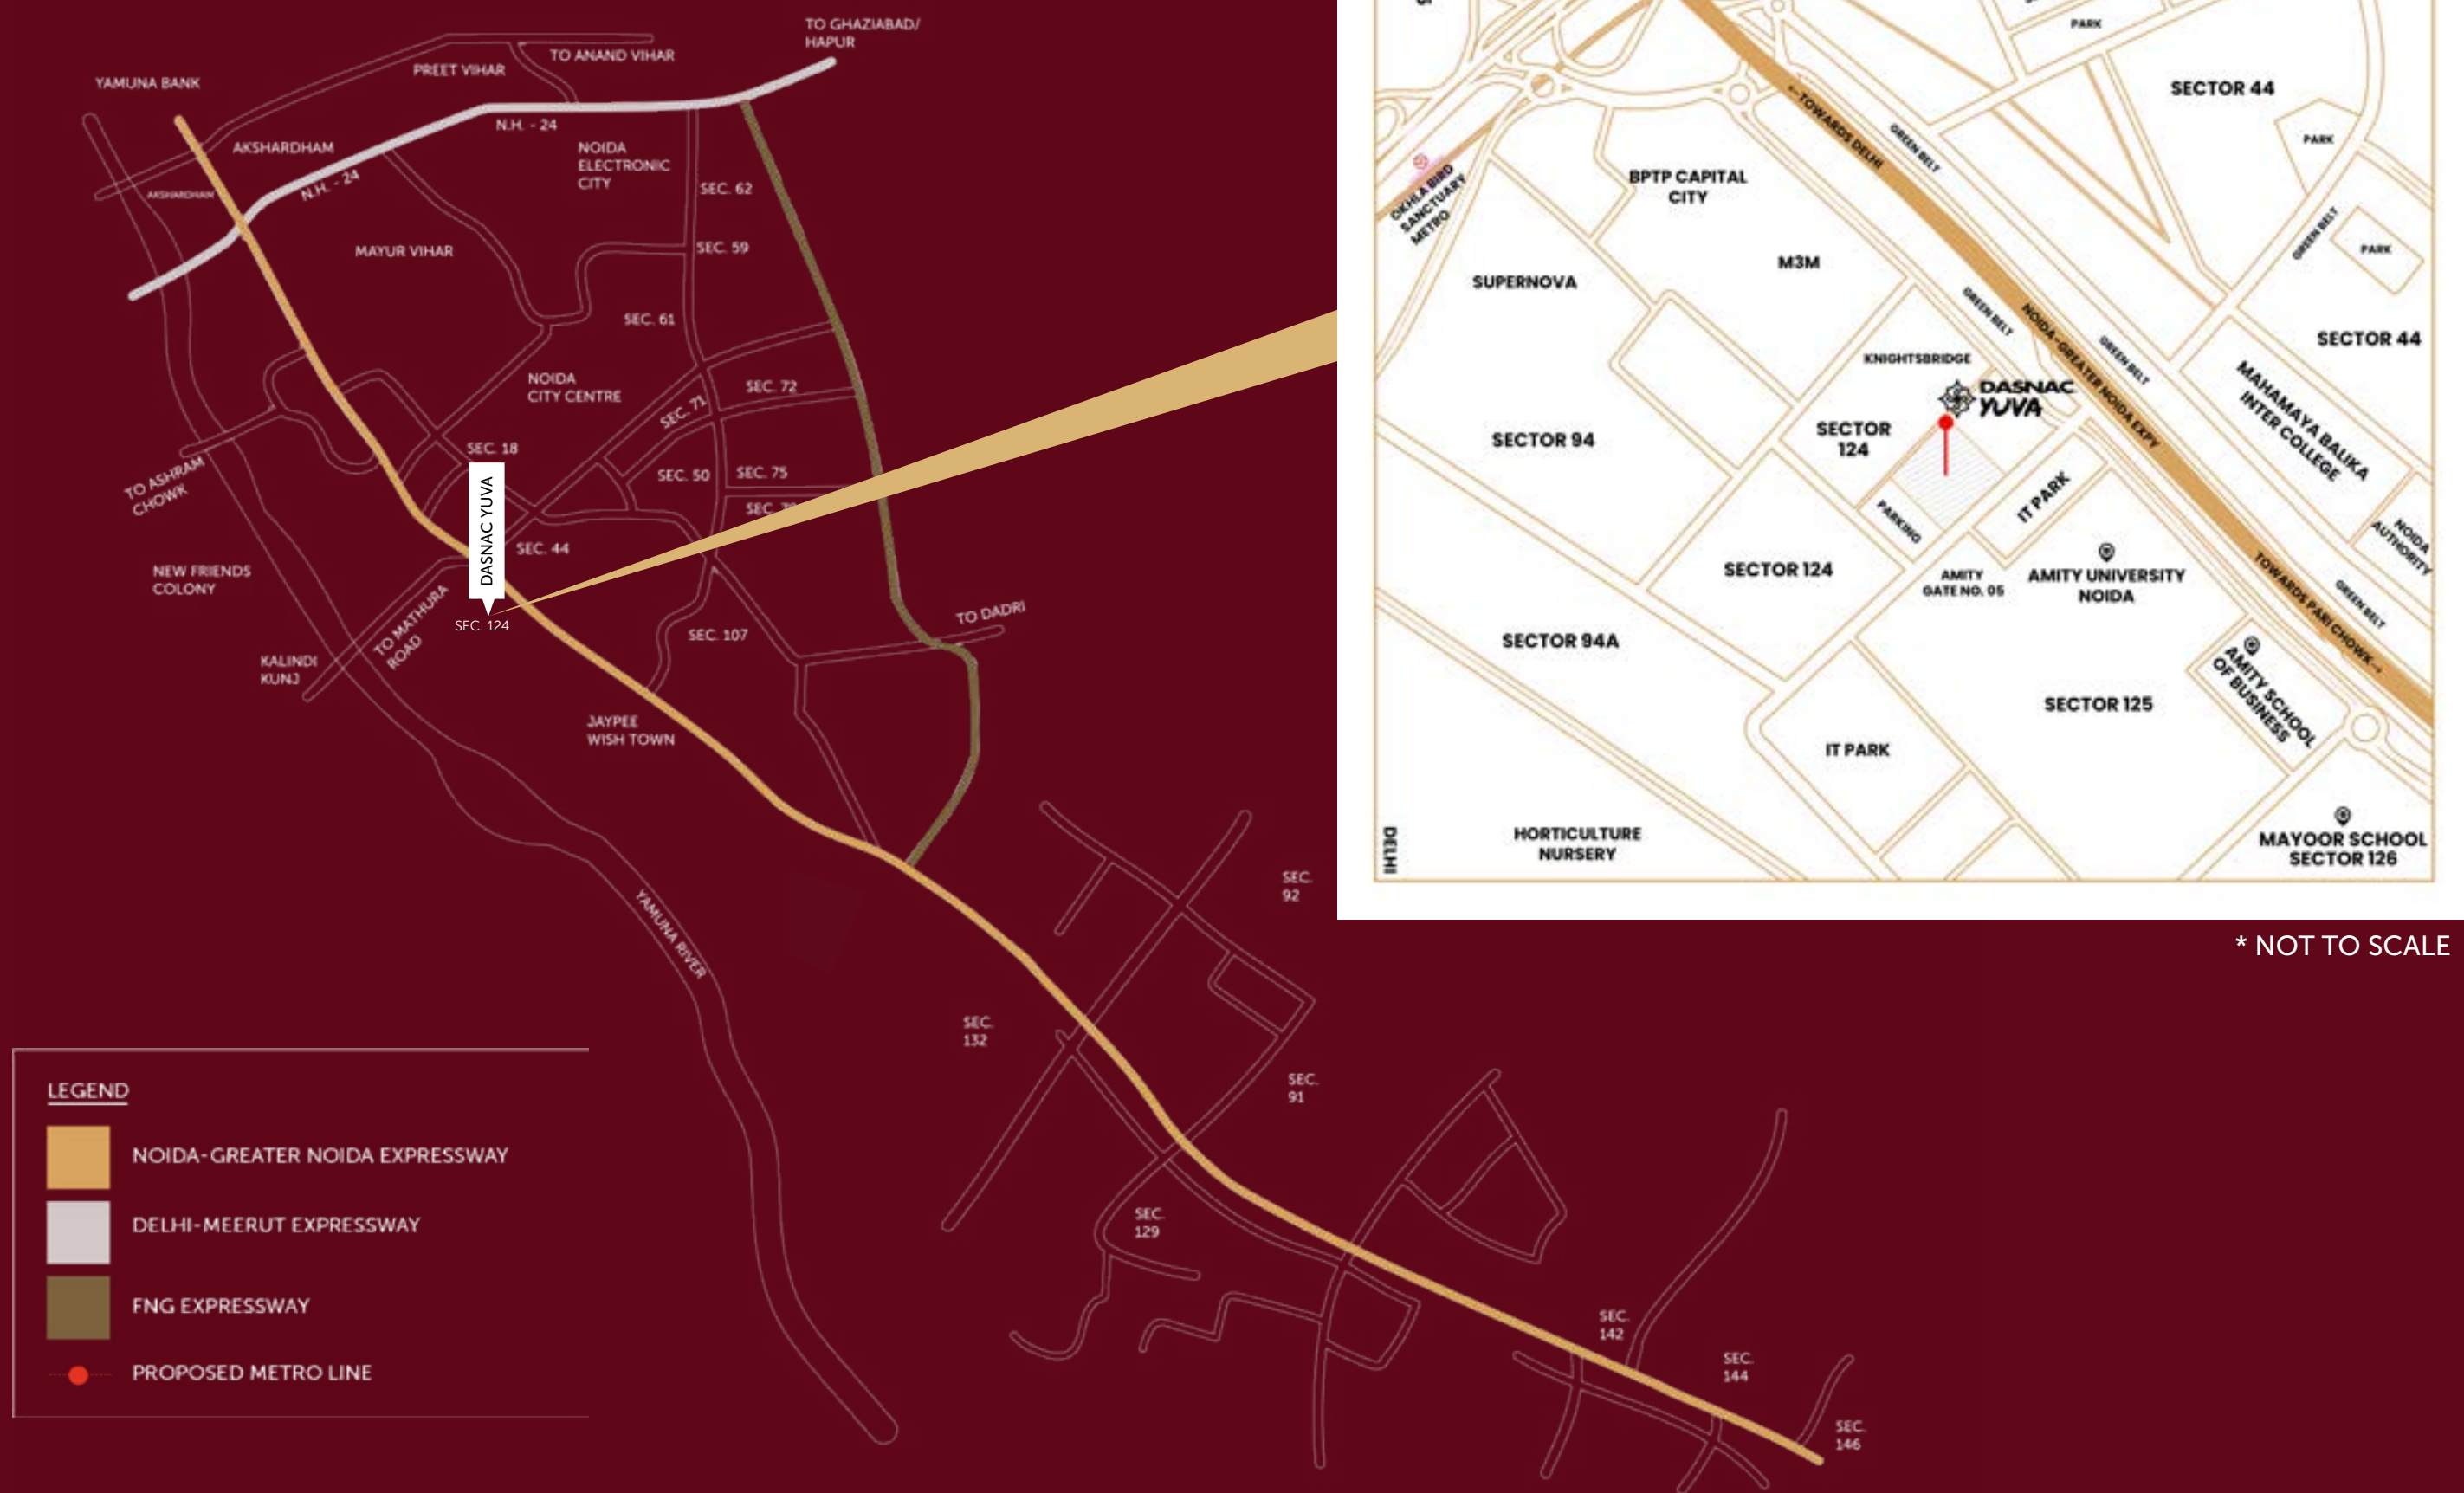 TO GHAZIABAD/
HAPUR
TO ANAND VIHAR
PREET VIHAR
YAMUNA BANK
N.H. - 24
AKSHARDHAM
NOIDA
ELECTRONIC
CITY
N.H. - 24
AKSHARDHAM
SEC. 62
MAYUR VIHAR
SEC. 59
SEC. 61
NOIDA
CITY CENTRE
SEC. 72
SEC. 71
SEC. 18
SEC. 50
SEC. 75
SEC.
TO ASHRAM
CHOWK
DASNAC YUVA
SEC. 44
NEW FRIENDS
COLONY
SEC. 124
TO MATHURA
ROAD
TO DADRI
SEC. 107
KALINDI
KUNJ
JAYPEE
WISH TOWN
YAMUNA RIVER
SEC.
92
SEC.
132
SEC.
91
SEC.
129
SEC.
142
SEC.
144
SEC.
146
LEGEND
NOIDA-GREATER NOIDA EXPRESSWAY
DELHI-MEERUT EXPRESSWAY
FNG EXPRESSWAY
PROPOSED METRO LINE
PARK
SECTOR 44
←TOWARDS DELHI
GREEN BELT
PARK
BPTP CAPITAL
CITY
OKHLA BIRD
SANCTUARY
METRO
GREEN BELT
PARK
M3M
SUPERNOVA
GREEN BELT
NOIDA-GREATER NOIDA EXPY
GREEN BELT
SECTOR 44
KNIGHTSBRIDGE
DASNAC
YUVA
MAHAMAYA BALIKA
INTER COLLEGE
SECTOR
124
SECTOR 94
IT PARK
PARKING
NOIDA
AUTHORITY
SECTOR 124
AMITY
GATE NO. 05
AMITY UNIVERSITY
NOIDA
TOWARDS PARI CHOWK→
GREEN BELT
SECTOR 94A
AMITY SCHOOL
OF BUSINESS
SECTOR 125
IT PARK
DELHI
HORTICULTURE
NURSERY
MAYOOR SCHOOL
SECTOR 126
* NOT TO SCALE